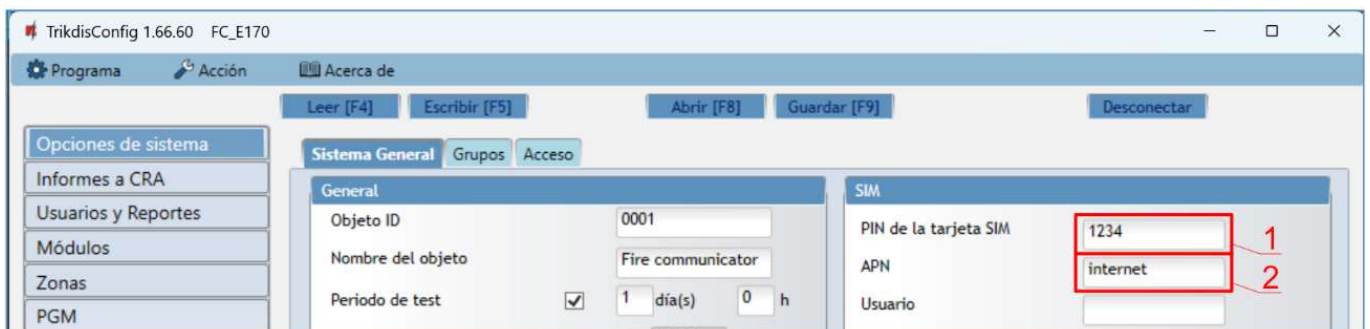 TrikdisConfig 1.66.60 FC_E170
Programa Acción Acerca de
Leer [F4] Escribir [F5] Abrir [F8] Guardar [F9] Desconectar
Opciones de sistema
Informes a CRA
Usuarios y Reportes
Módulos
Zonas
PGM
Sistema General Grupos Acceso
General
Objeto ID 0001
Nombre del objeto Fire communicator
Periodo de test 1 día(s) 0 h
SIM
PIN de la tarjeta SIM 1234 1
APN internet 2
Usuario